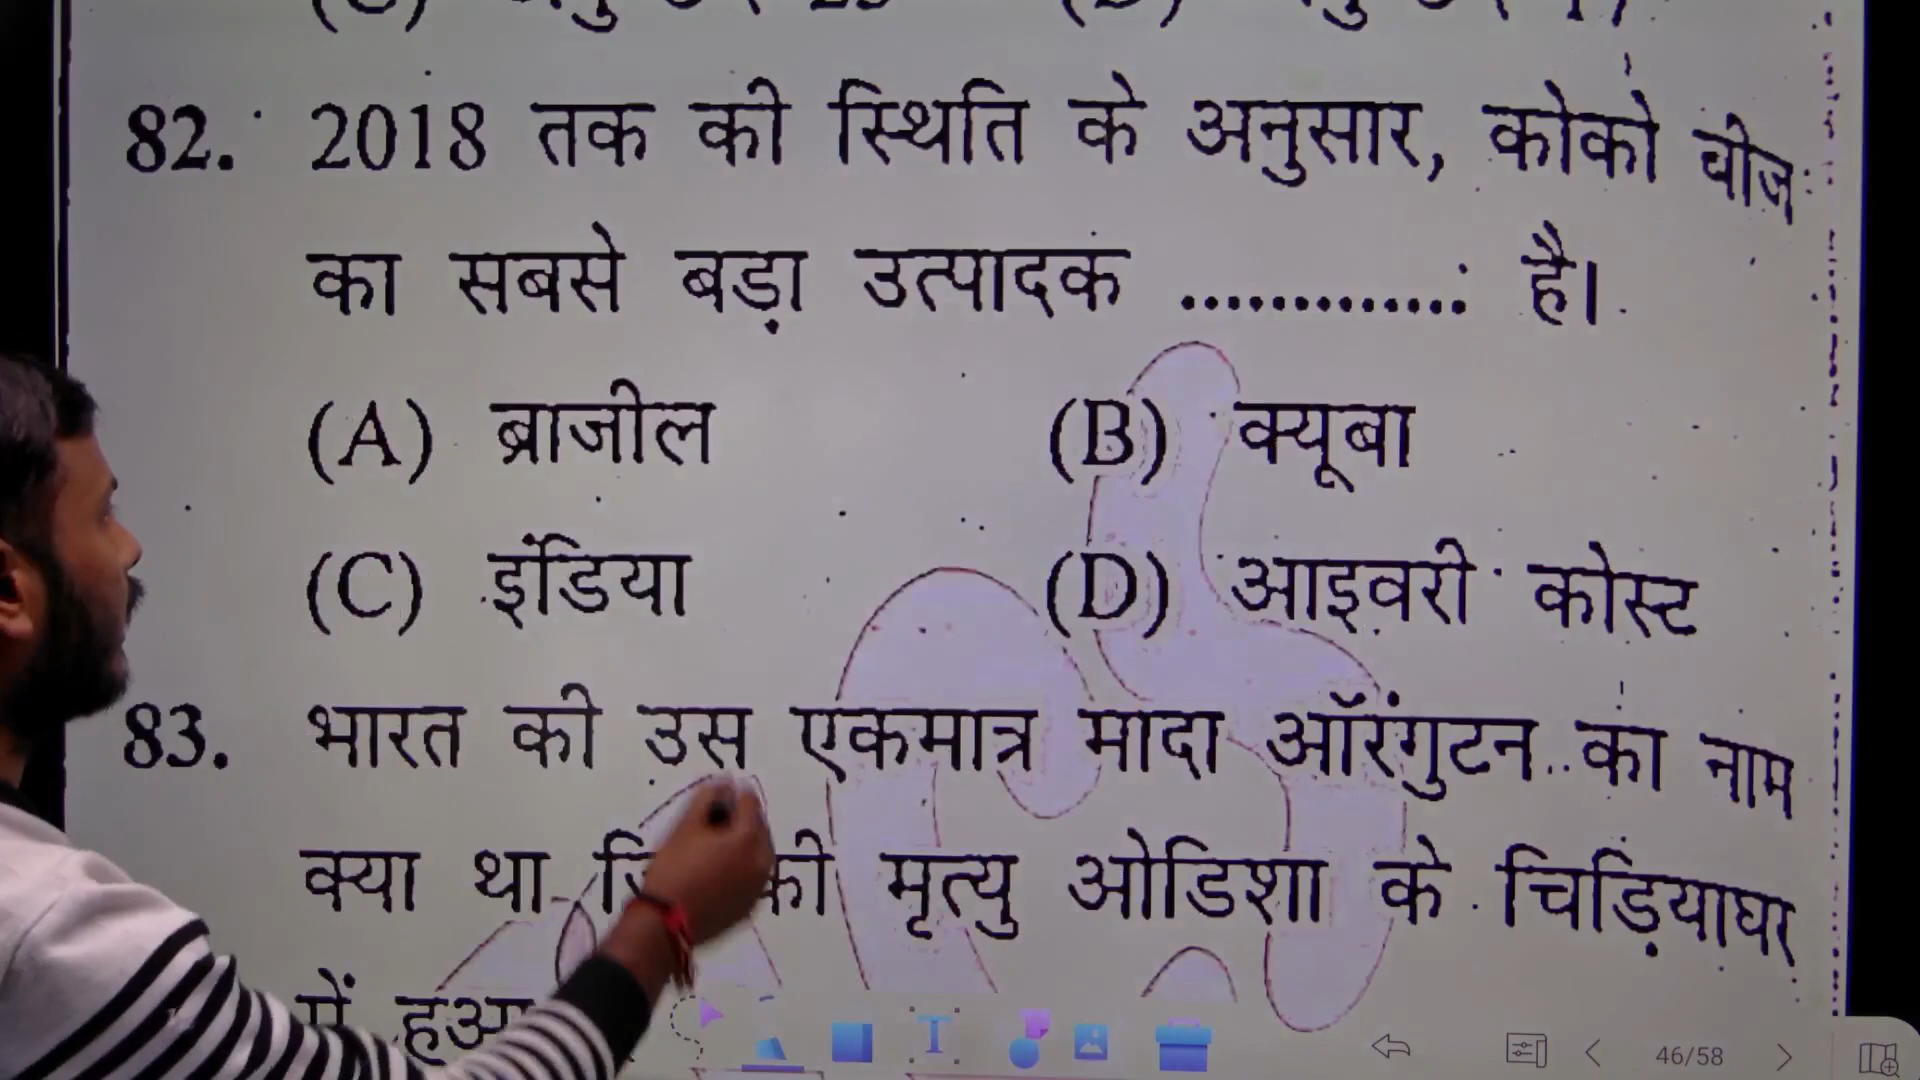 82. 2018 तक की स्थिति के अनुसार, कोको बीज
का सबसे बड़ा उत्पादक ............. है।
(A) ब्राजील (B) क्यूबा
(C) इंडिया (D) आइवरी कोस्ट
83. भारत की उस एकमात्र मादा ऑरंगुटन का नाम
क्या था की मृत्यु ओडिशा के चिड़ियाघर
में
T
46/58